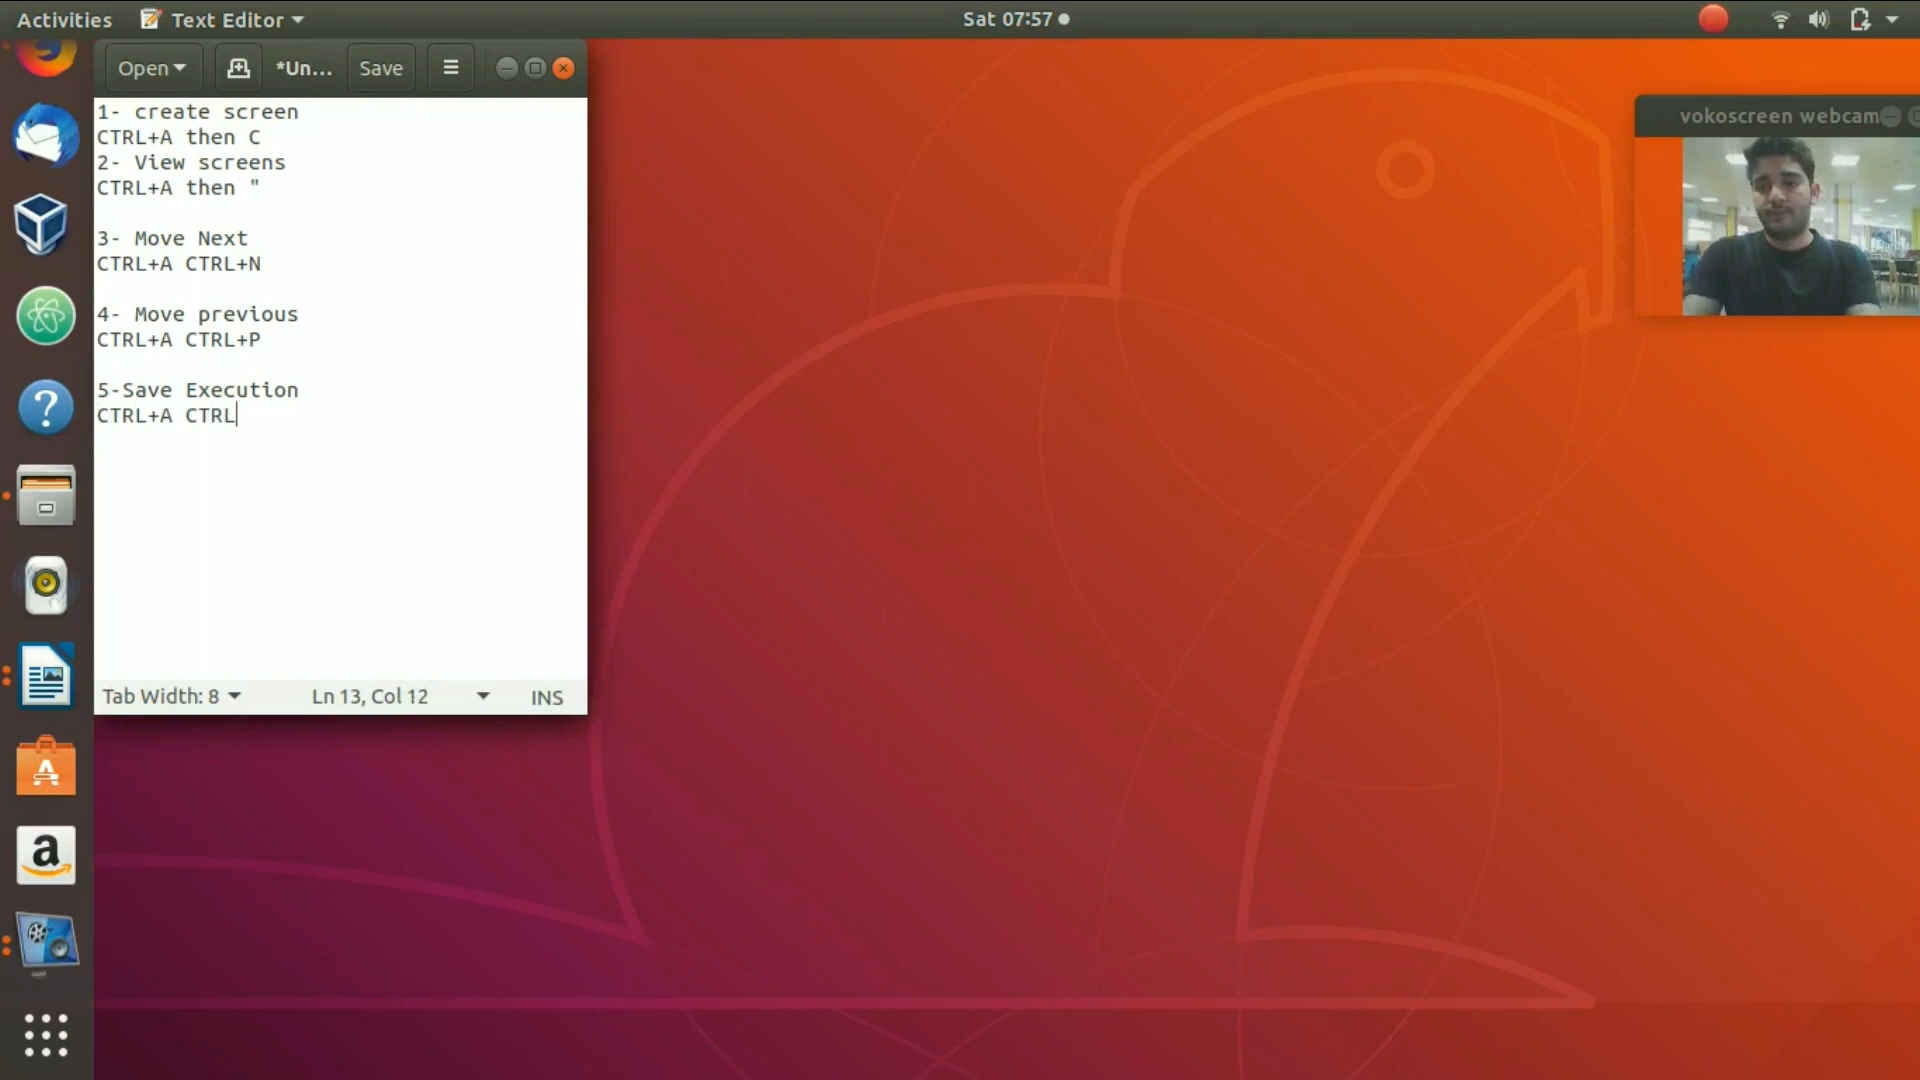 Activities Text Editor Sat 07:57
Open *Un... Save
vokoscreen webcam
1- create screen
CTRL+A then C
2- View screens
CTRL+A then "
3- Move Next
CTRL+A CTRL+N
4- Move previous
CTRL+A CTRL+P
5-Save Execution
CTRL+A CTRL
Tab Width: 8 Ln 13, Col 12 INS